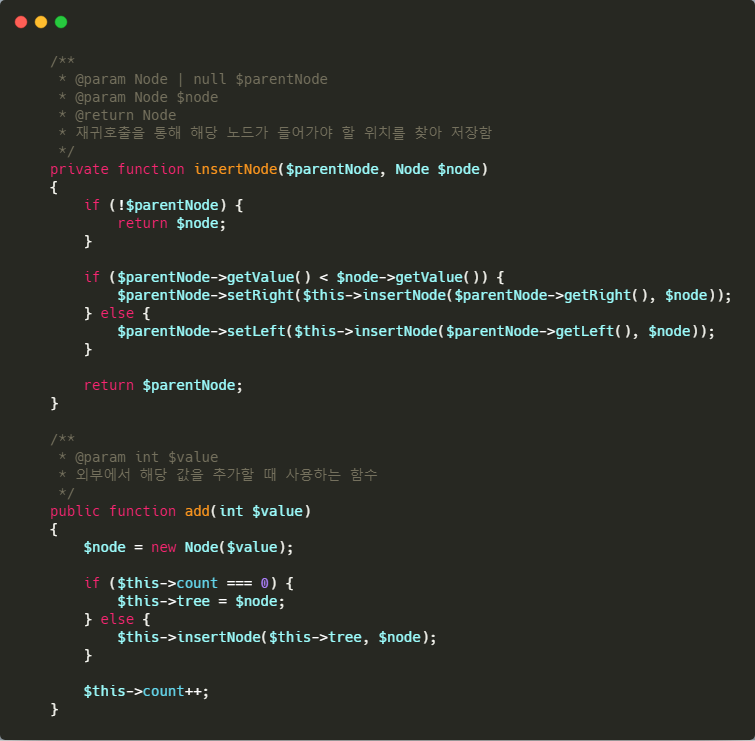 /**
 * @param Node | null $parentNode
 * @param Node $node
 * @return Node
 * 재귀호출을 통해 해당 노드가 들어가야 할 위치를 찾아 저장함
 */
private function insertNode($parentNode, Node $node)
{
    if (!$parentNode) {
        return $node;
    }

    if ($parentNode->getValue() < $node->getValue()) {
        $parentNode->setRight($this->insertNode($parentNode->getRight(), $node));
    } else {
        $parentNode->setLeft($this->insertNode($parentNode->getLeft(), $node));
    }

    return $parentNode;
}

/**
 * @param int $value
 * 외부에서 해당 값을 추가할 때 사용하는 함수
 */
public function add(int $value)
{
    $node = new Node($value);

    if ($this->count === 0) {
        $this->tree = $node;
    } else {
        $this->insertNode($this->tree, $node);
    }

    $this->count++;
}